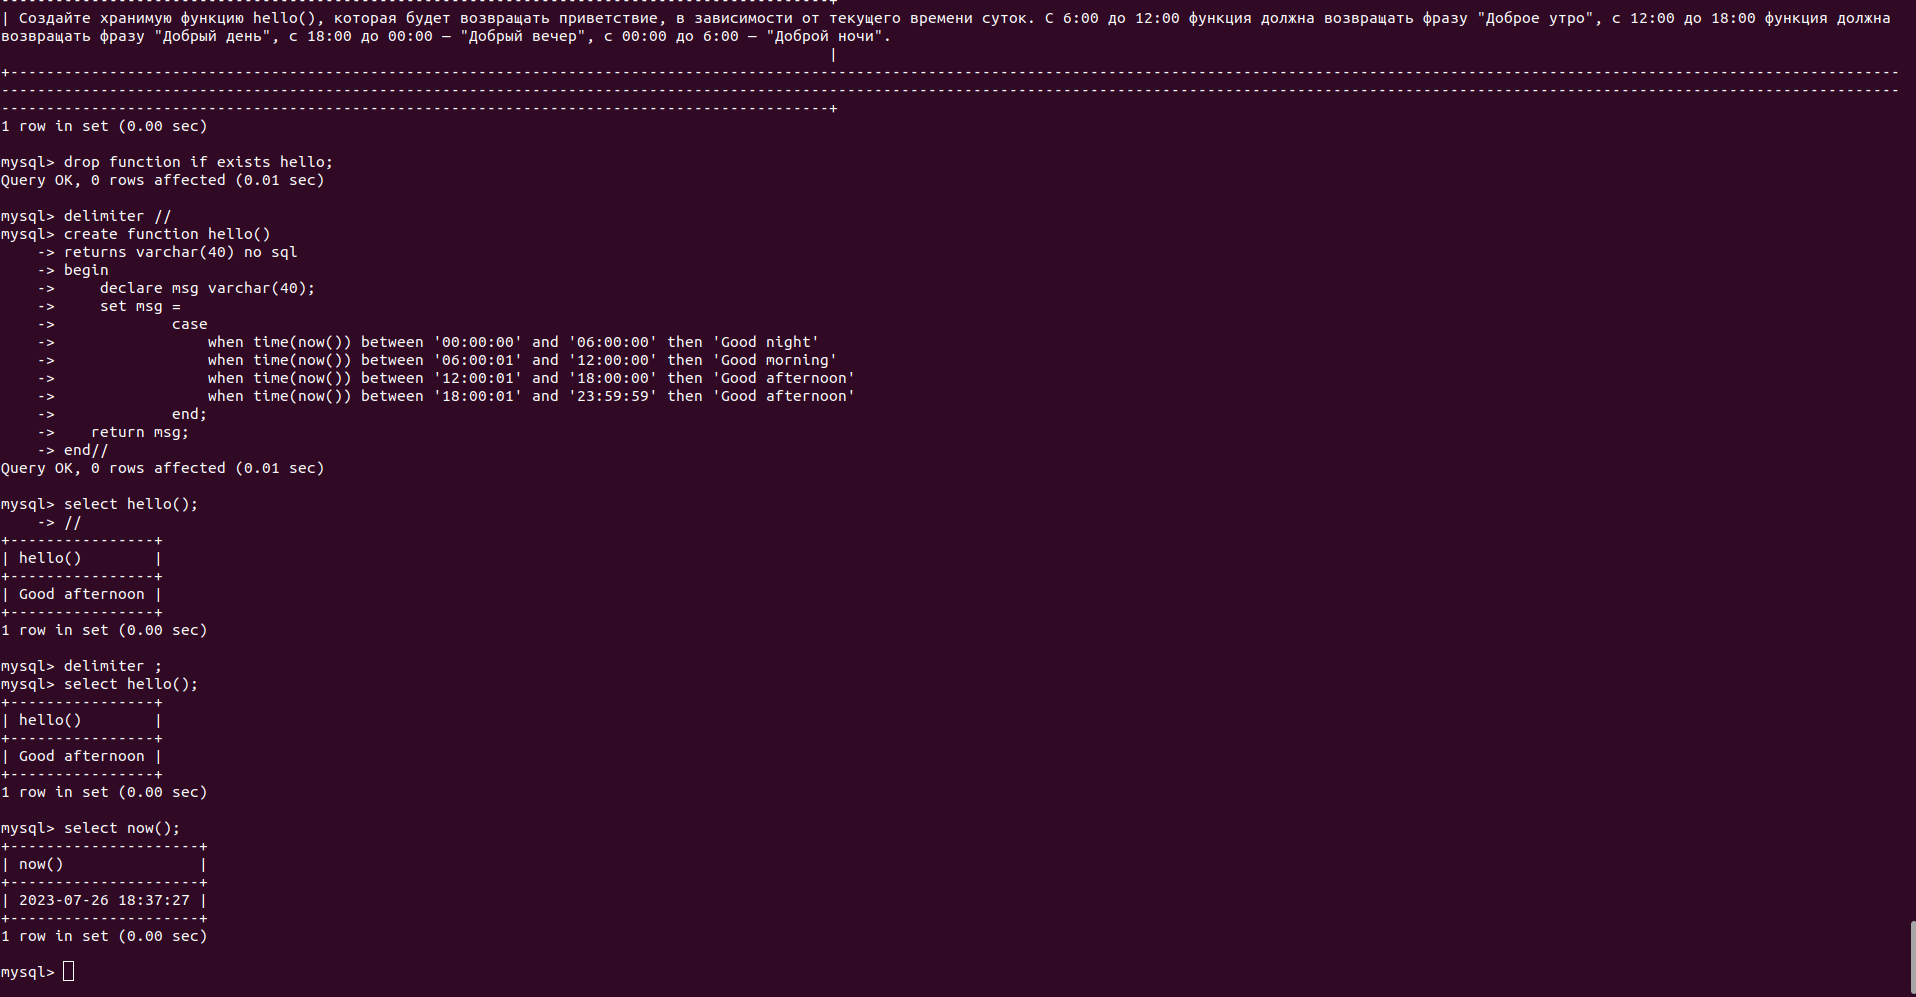 | Создайте хранимую функцию hello(), которая будет возвращать приветствие, в зависимости от текущего времени суток. С 6:00 до 12:00 функция должна возвращать фразу "Доброе утро", с 12:00 до 18:00 функция должна
возвращать фразу "Добрый день", с 18:00 до 00:00 — "Добрый вечер", с 00:00 до 6:00 — "Доброй ночи".
|
1 row in set (0.00 sec)
mysql> drop function if exists hello;
Query OK, 0 rows affected (0.01 sec)
mysql> delimiter //
mysql> create function hello()
    -> returns varchar(40) no sql
    -> begin
    ->     declare msg varchar(40);
    ->     set msg =
    ->             case
    ->                 when time(now()) between '00:00:00' and '06:00:00' then 'Good night'
    ->                 when time(now()) between '06:00:01' and '12:00:00' then 'Good morning'
    ->                 when time(now()) between '12:00:01' and '18:00:00' then 'Good afternoon'
    ->                 when time(now()) between '18:00:01' and '23:59:59' then 'Good afternoon'
    ->             end;
    ->    return msg;
    -> end//
Query OK, 0 rows affected (0.01 sec)
mysql> select hello();
    -> //
+----------------+
| hello()        |
+----------------+
| Good afternoon |
+----------------+
1 row in set (0.00 sec)
mysql> delimiter ;
mysql> select hello();
+----------------+
| hello()        |
+----------------+
| Good afternoon |
+----------------+
1 row in set (0.00 sec)
mysql> select now();
+---------------------+
| now()               |
+---------------------+
| 2023-07-26 18:37:27 |
+---------------------+
1 row in set (0.00 sec)
mysql>